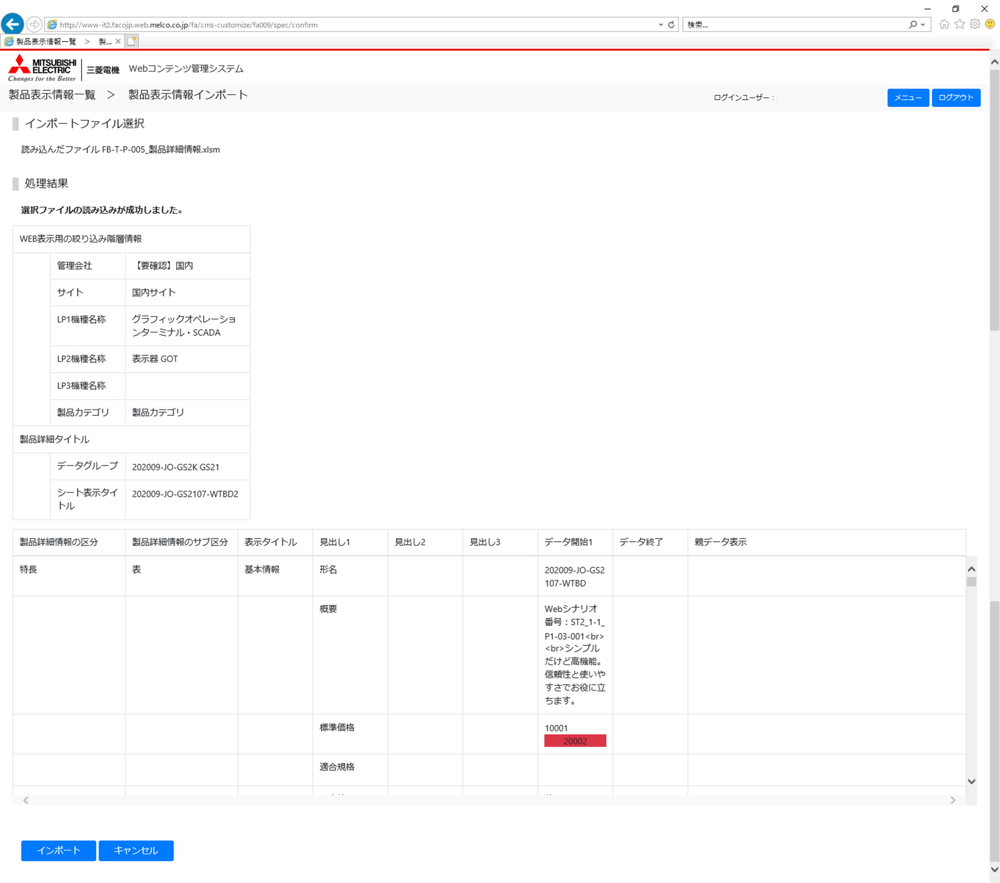 http://www-it2.facojp.web.melco.co.jp/fa/cms-customize/fa009/spec/confirm
検索...
製品表示情報一覧 > 製...
MITSUBISHI
ELECTRIC
Changes for the Better
三菱電機
Webコンテンツ管理システム
製品表示情報一覧 > 製品表示情報インポート
ログインユーザー:
メニュー
ログアウト
インポートファイル選択
読み込んだファイル FB-T-P-005_製品詳細情報.xlsm
処理結果
選択ファイルの読み込みが成功しました。
WEB表示用の絞り込み階層情報
管理会社 【要確認】国内
サイト 国内サイト
LP1機種名称 グラフィックオペレーショ
ンターミナル・SCADA
LP2機種名称 表示器 GOT
LP3機種名称
製品カテゴリ 製品カテゴリ
製品詳細タイトル
データグループ 202009-JO-GS2K GS21
シート表示タイ
トル
202009-JO-GS2107-WTBD2
製品詳細情報の区分 製品詳細情報のサブ区分 表示タイトル 見出し1 見出し2 見出し3 データ開始1 データ終了 親データ表示
特長 表 基本情報 形名 202009-JO-GS2
107-WTBD
概要 Webシナリオ
番号:ST2_1-1_
P1-03-001<br>
<br>シンプル
だけど高機能。
信頼性と使いや
すさでお役に立
ちます。
標準価格 10001
20002
適合規格
インポート
キャンセル